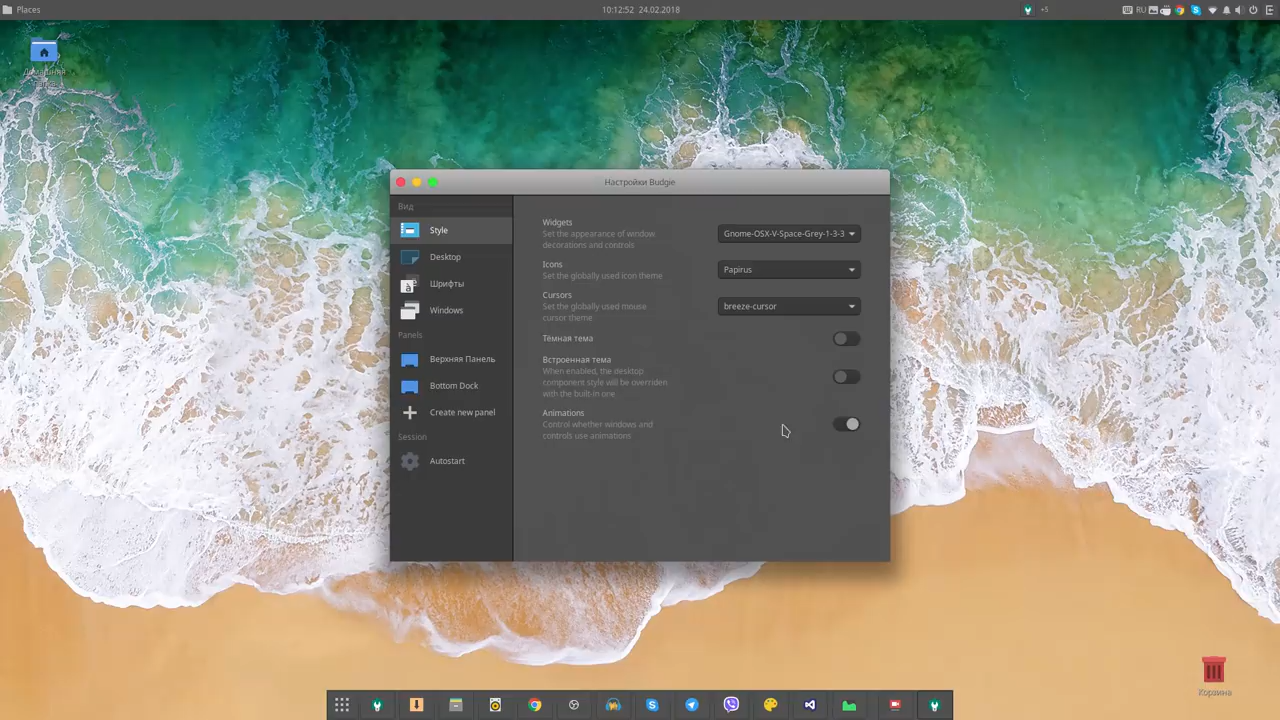 Places
10:12:52 24.02.2018
+5
RU
Домашняя
Настройки Budgie
Вид
Style
Desktop
Шрифты
Windows
Panels
Верхняя Панель
Bottom Dock
Create new panel
Session
Autostart
Widgets
Set the appearance of window
decorations and controls
Gnome-OSX-V-Space-Grey-1-3-3
Icons
Set the globally used icon theme
Papirus
Cursors
Set the globally used mouse
cursor theme
breeze-cursor
Тёмная тема
Встроенная тема
When enabled, the desktop
component style will be overriden
with the built-in one
Animations
Control whether windows and
controls use animations
Корзина